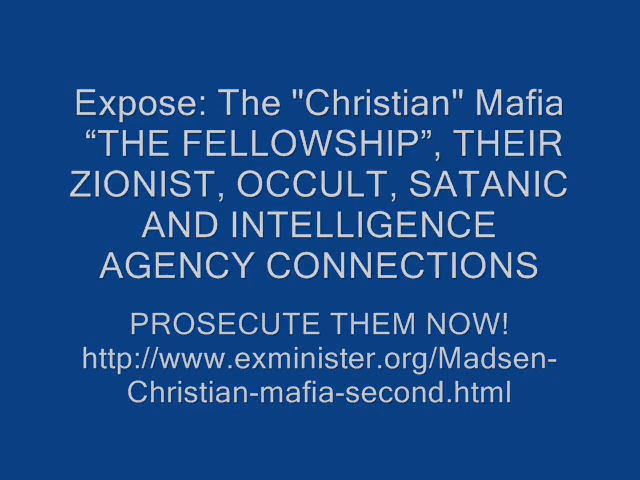 Expose: The "Christian" Mafia
“THE FELLOWSHIP”, THEIR
ZIONIST, OCCULT, SATANIC
AND INTELLIGENCE
AGENCY CONNECTIONS
PROSECUTE THEM NOW!
http://www.exminister.org/Madsen-
Christian-mafia-second.html